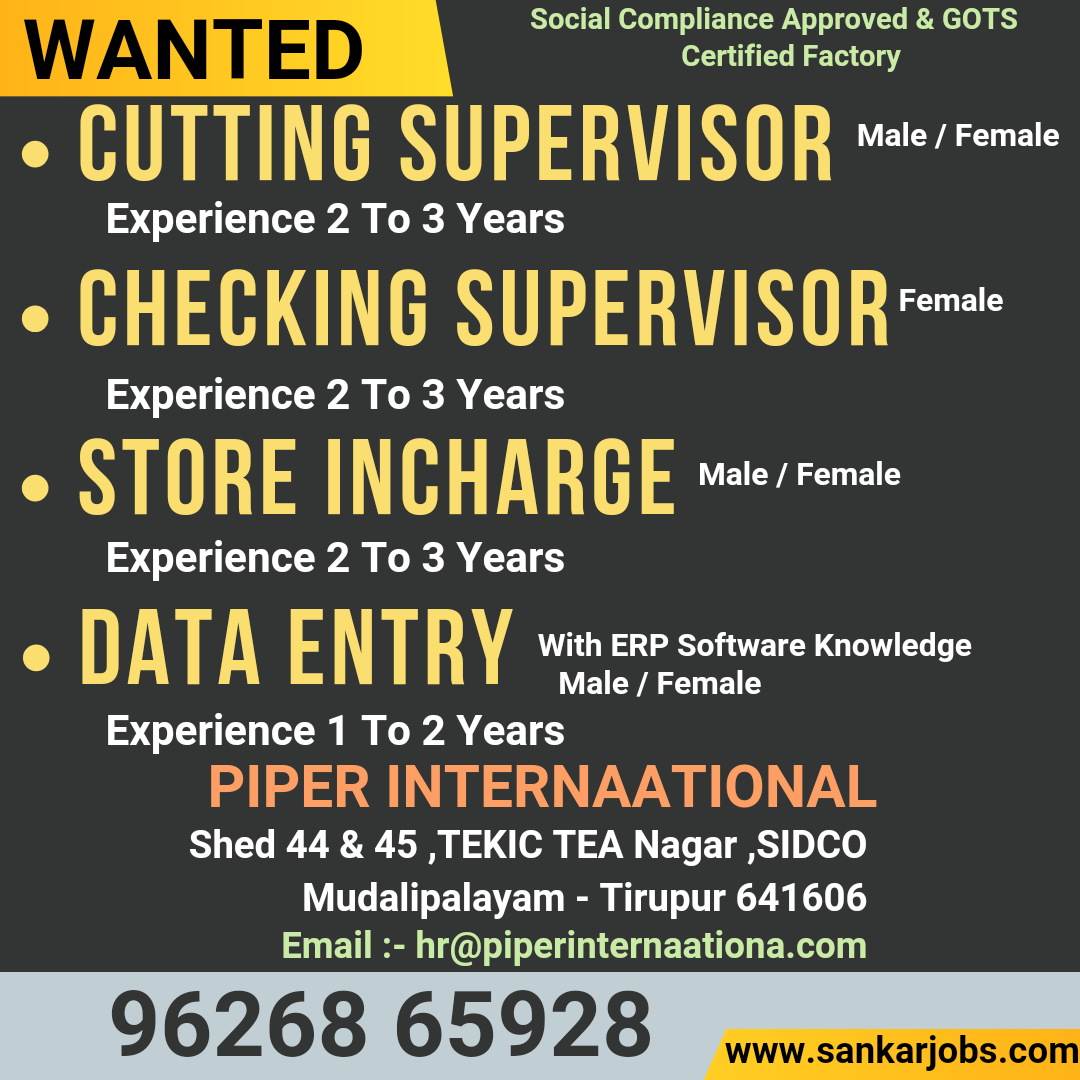 WANTED
Social Compliance Approved & GOTS
Certified Factory
• CUTTING SUPERVISOR Male / Female
Experience 2 To 3 Years
• CHECKING SUPERVISOR Female
Experience 2 To 3 Years
• STORE INCHARGE Male / Female
Experience 2 To 3 Years
• DATA ENTRY With ERP Software Knowledge
Male / Female
Experience 1 To 2 Years
PIPER INTERNAATIONAL
Shed 44 & 45 ,TEKIC TEA Nagar ,SIDCO
Mudalipalayam - Tirupur 641606
Email :- hr@piperinternaationa.com
96268 65928
www.sankarjobs.com